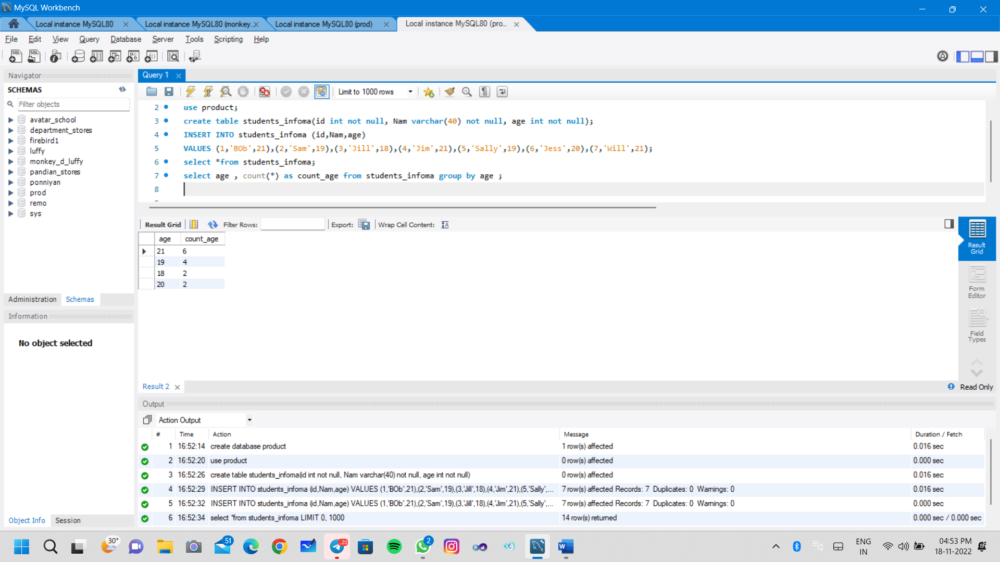 MySQL Workbench
Local instance MySQL80
Local instance MySQL80 (monkey.
Local instance MySQL80 (prod)
Local instance MySQL80 (pro...
File Edit View Query Database Server Tools Scripting Help
Navigator
SCHEMAS
Filter objects
avatar_school
department_stores
firebird1
luffy
monkey_d_luffy
pandian_stores
ponniyan
prod
remo
sys
Administration Schemas
Information
No object selected
Object Info Session
Query 1
Limit to 1000 rows
2 use product;
3 create table students_infoma(id int not null, Nam varchar(40) not null, age int not null);
4 INSERT INTO students_infoma (id,Nam,age)
5 VALUES (1,'BOb',21),(2,'Sam',19),(3,'Jill',18),(4,'Jim',21),(5,'Sally',19),(6,'Jess',20),(7,'Will',21);
6 select *from students_infoma;
7 select age , count(*) as count_age from students_infoma group by age ;
8
Result Grid Filter Rows: Export: Wrap Cell Content:
age count_age
21 6
19 4
18 2
20 2
Result Grid
Form Editor
Field Types
Result 2
Read Only
Output
Action Output
# Time Action Message Duration / Fetch
1 16:52:14 create database product 1 row(s) affected 0.016 sec
2 16:52:20 use product 0 row(s) affected 0.000 sec
3 16:52:26 create table students_infoma(id int not null, Nam varchar(40) not null, age int not null) 0 row(s) affected 0.016 sec
4 16:52:29 INSERT INTO students_infoma (id,Nam,age) VALUES (1,'BOb',21),(2,'Sam',19),(3,'Jill',18),(4,'Jim',21),(5,'Sally',... 7 row(s) affected Records: 7 Duplicates: 0 Warnings: 0 0.016 sec
5 16:52:32 INSERT INTO students_infoma (id,Nam,age) VALUES (1,'BOb',21),(2,'Sam',19),(3,'Jill',18),(4,'Jim',21),(5,'Sally',... 7 row(s) affected Records: 7 Duplicates: 0 Warnings: 0 0.000 sec
6 16:52:34 select *from students_infoma LIMIT 0, 1000 14 row(s) returned 0.000 sec / 0.000 sec
30°
51
..20
2
ENG
IN
04:53 PM
18-11-2022